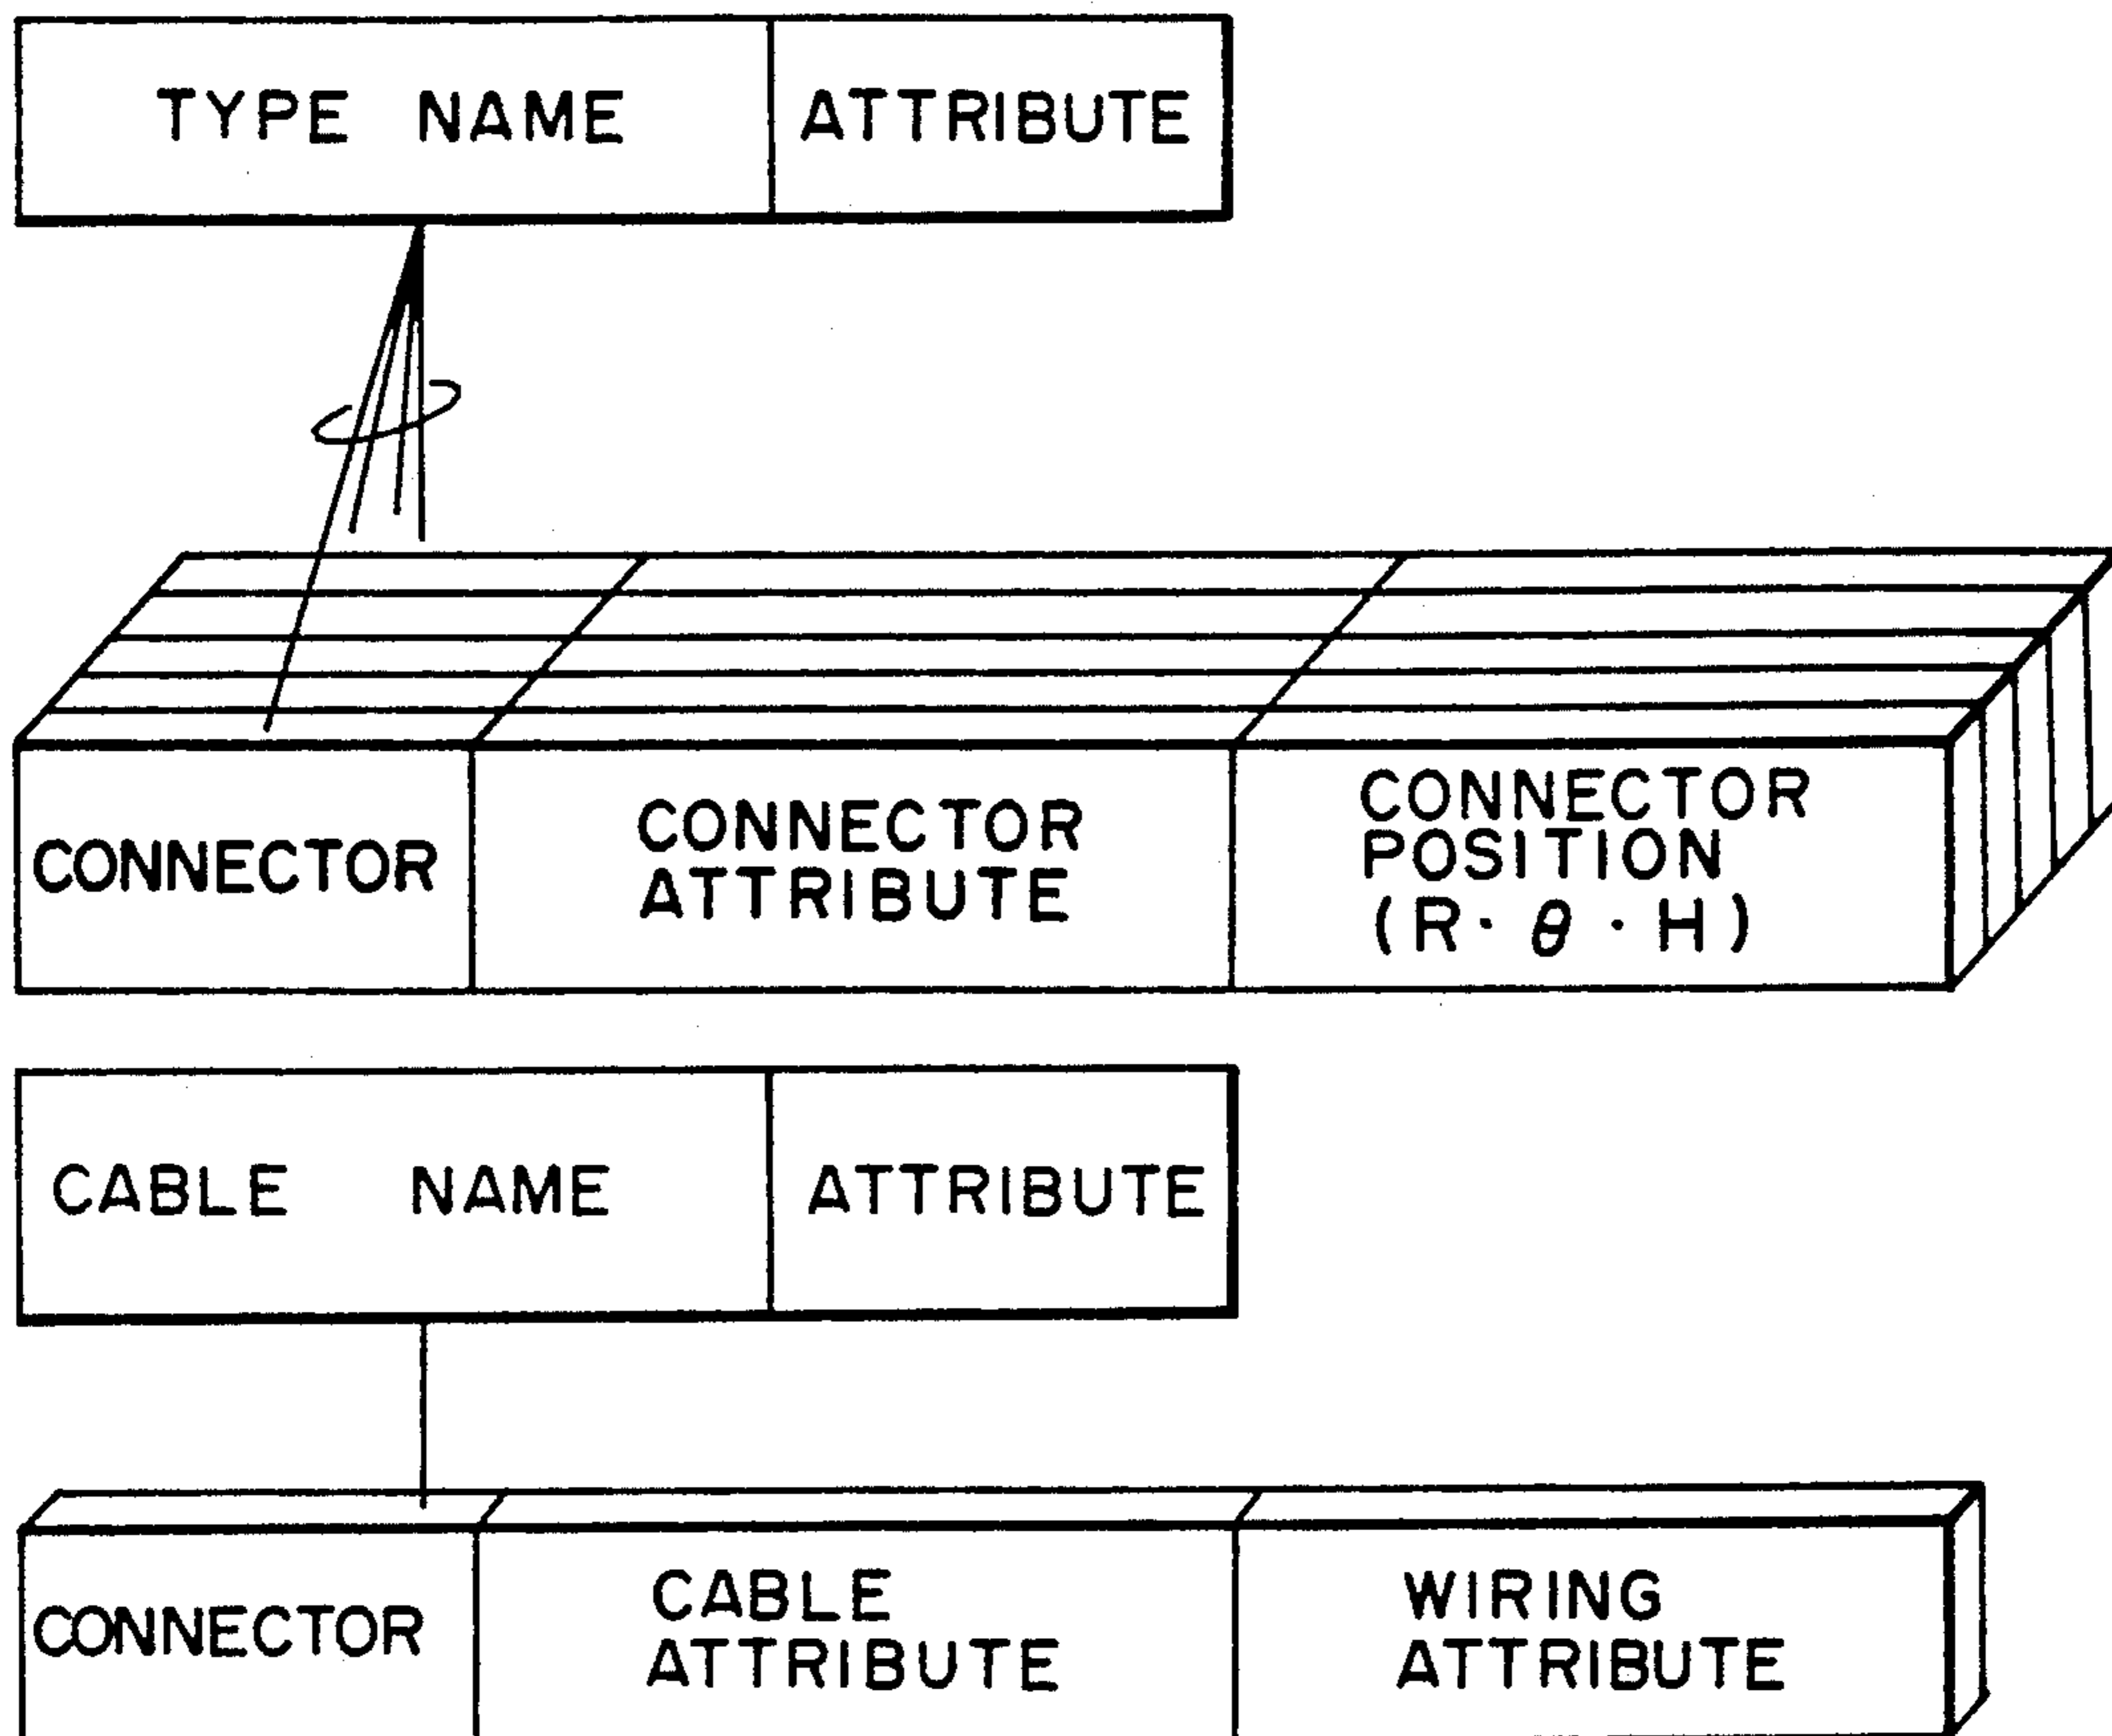 TYPE NAME
ATTRIBUTE
CONNECTOR
CONNECTOR
ATTRIBUTE
CONNECTOR
POSITION
(R · θ · H)
CABLE NAME
ATTRIBUTE
CONNECTOR
CABLE
ATTRIBUTE
WIRING
ATTRIBUTE